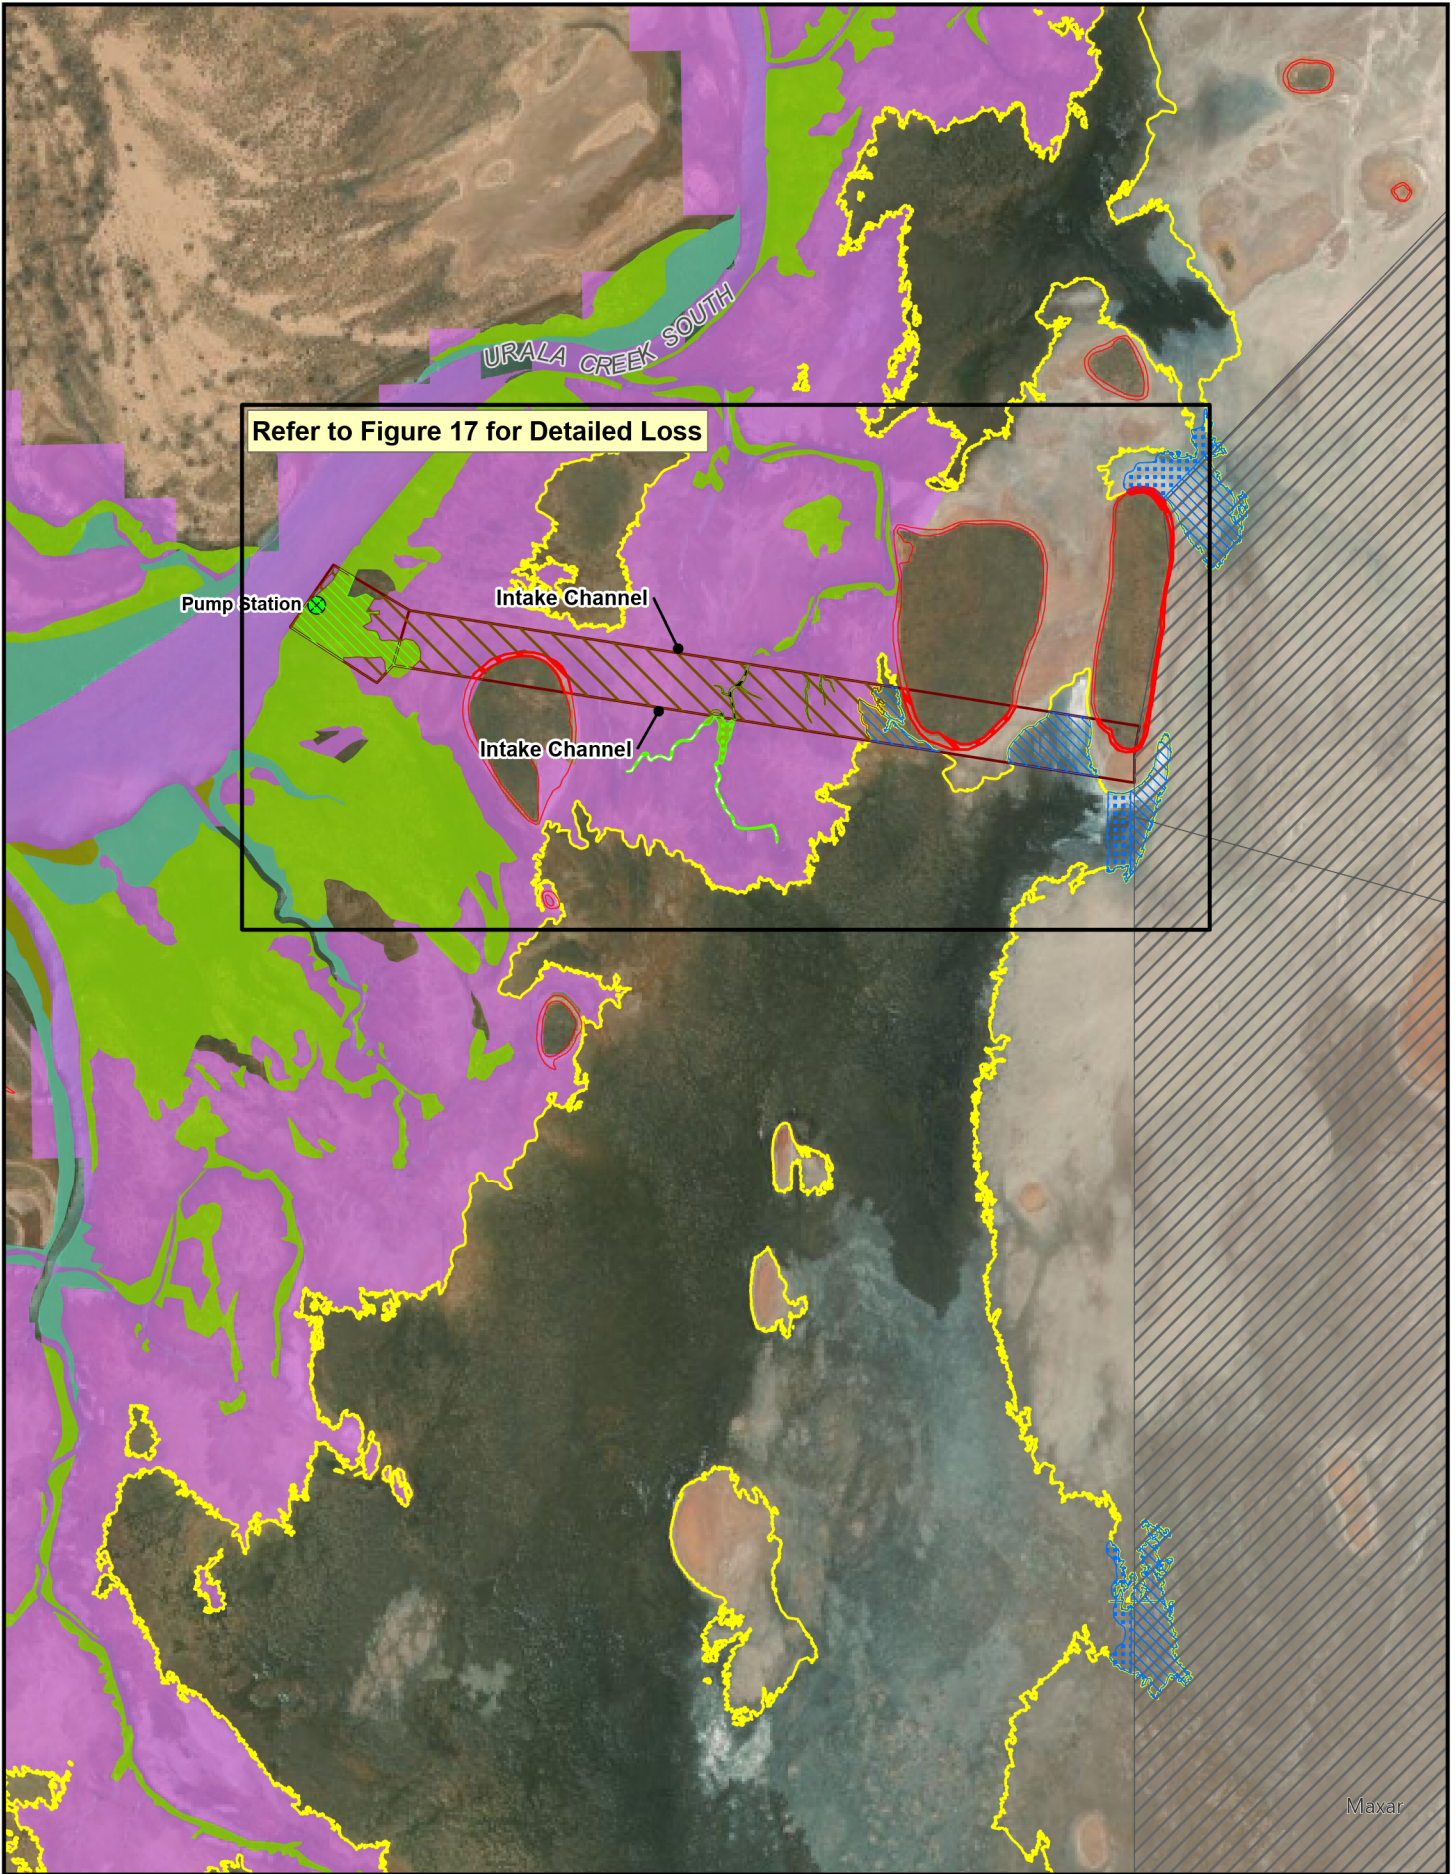 URALA CREEK SOUTH
Refer to Figure 17 for Detailed Loss
Pump Station
Intake Channel
Intake Channel
Maxar